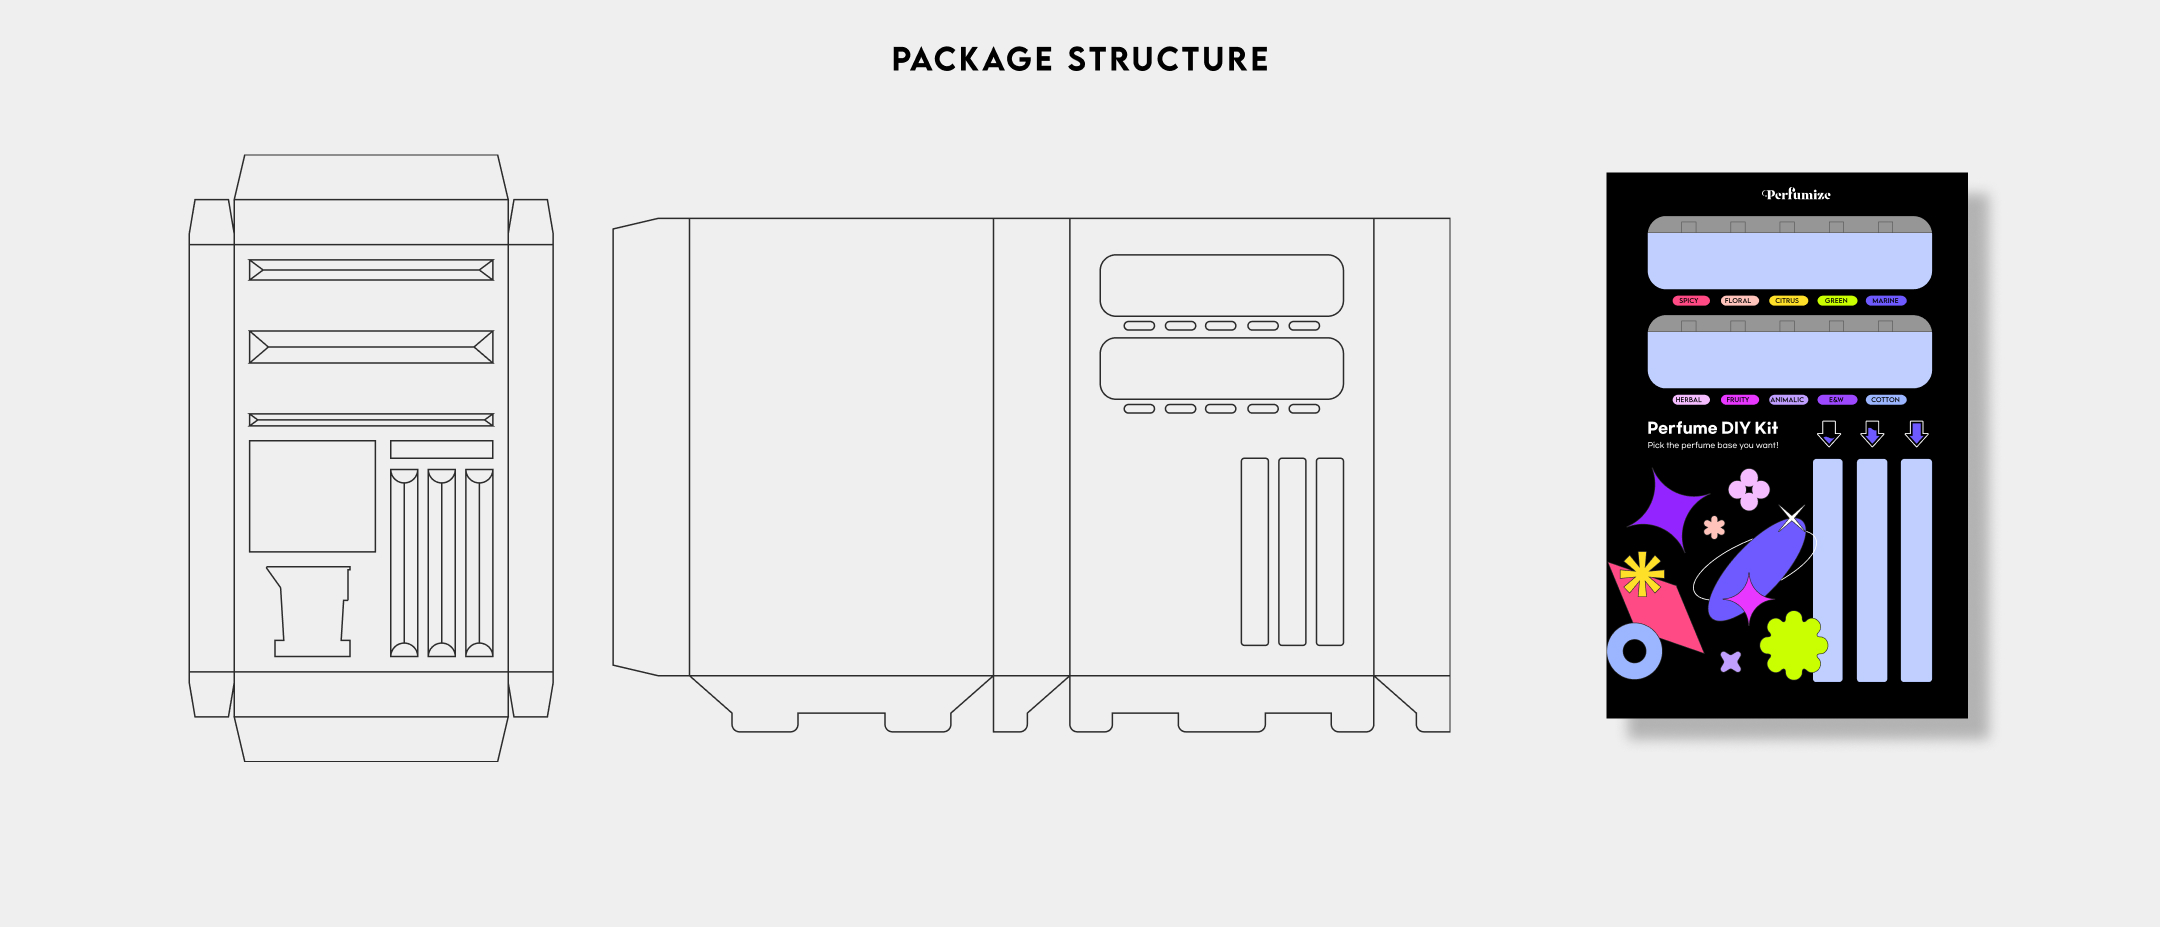 PACKAGE STRUCTURE
Perfumize
SPICY FLORAL CITRUS GREEN MARINE
HERBAL FRUITY ANIMALIC E&W COTTON
Perfume DIY Kit
Pick the perfume base you want!